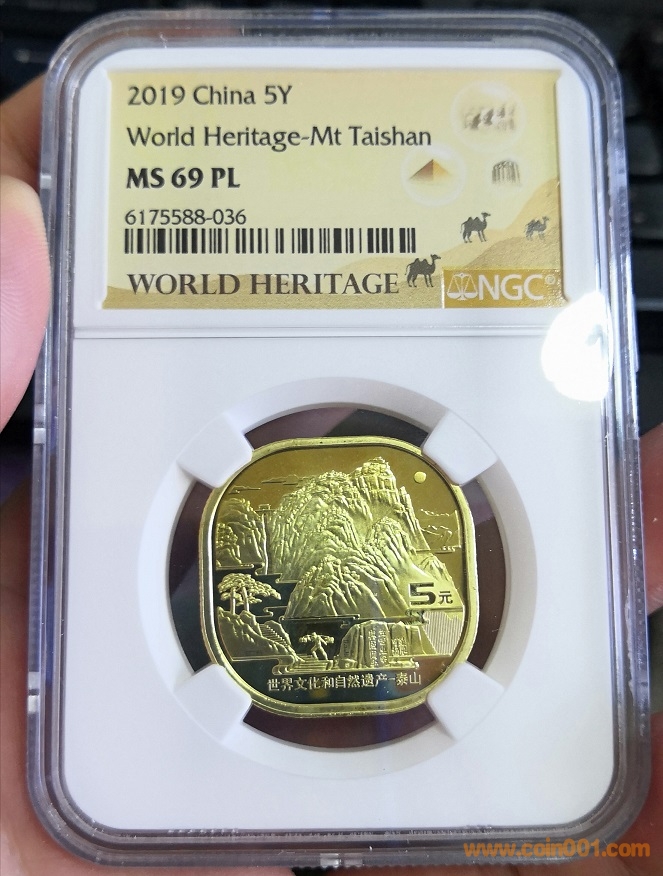 2019 China 5Y
World Heritage-Mt Taishan
MS 69 PL
6175588-036
WORLD HERITAGE
NGC
5元
世界文化和自然遗产-泰山
www.coin001.com